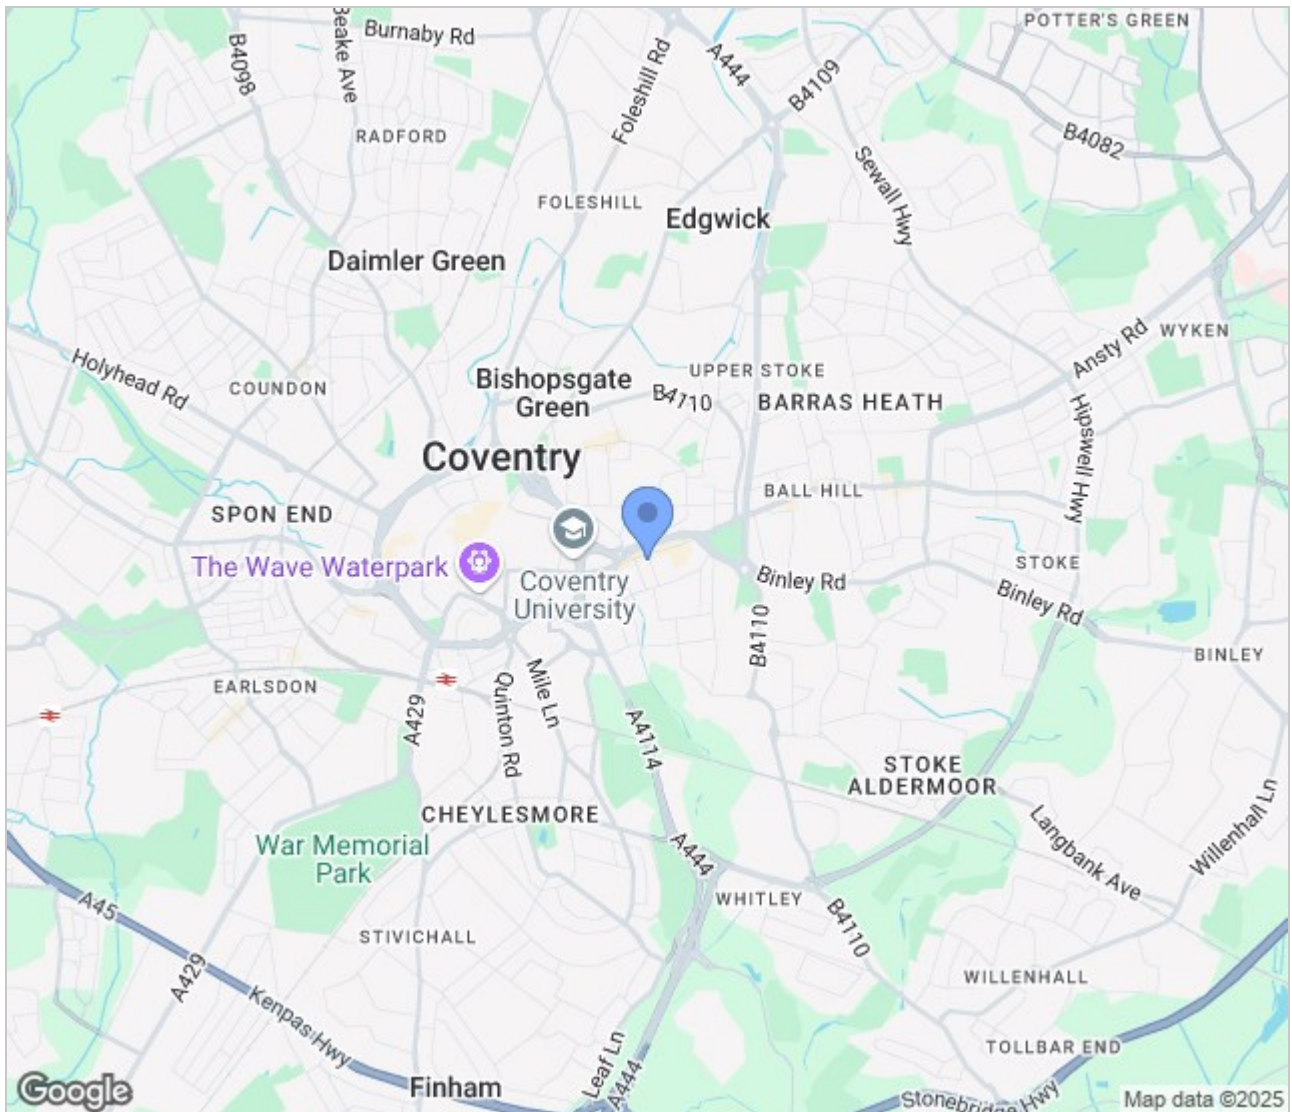 POTTER'S GREEN
Burnaby Rd
Beake Ave
B4098
Foleshill Rd
A444
B4109
B4082
RADFORD
Sewall Hwy
FOLESHILL
Edgwick
Daimler Green
WYKEN
Ansty Rd
Holyhead Rd
COUNDON
Bishopsgate
Green
UPPER STOKE
B4110
BARRAS HEATH
Hipswell Hwy
Coventry
BALL HILL
SPON END
The Wave Waterpark
Coventry
University
Binley Rd
STOKE
Binley Rd
B4110
BINLEY
EARLSDON
A429
Quinton Rd
Mile Ln
A4114
STOKE
ALDERMOOR
CHEYLESMORE
Langbank Ave
Willenhall Ln
War Memorial
Park
A444
WHITLEY
A45
B4110
STIVICHALL
A429
WILLENHALL
Kenpas Hwy
TOLLBAR END
Leaf Ln
A444
Finham
Stonebridge Hwy
Google
Map data ©2025